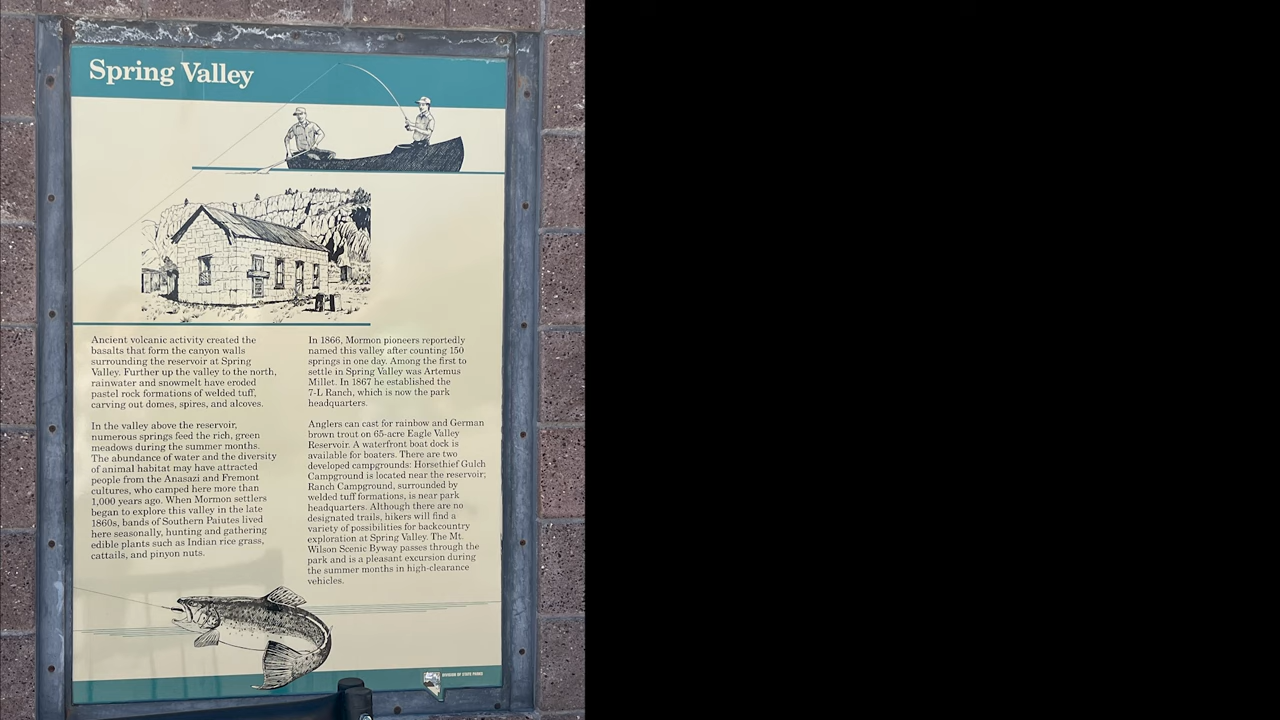 Spring Valley
Ancient volcanic activity created the
basalts that form the canyon walls
surrounding the reservoir at Spring
Valley. Further up the valley to the north,
rainwater and snowmelt have eroded
pastel rock formations of welded tuff,
carving out domes, spires, and alcoves.
In the valley above the reservoir,
numerous springs feed the rich, green
meadows during the summer months.
The abundance of water and the diversity
of animal habitat may have attracted
people from the Anasazi and Fremont
cultures, who camped here more than
1,000 years ago. When Mormon settlers
began to explore this valley in the late
1860s, bands of Southern Paiutes lived
here seasonally, hunting and gathering
edible plants such as Indian rice grass,
cattails, and pinyon nuts.
In 1866, Mormon pioneers reportedly
named this valley after counting 150
springs in one day. Among the first to
settle in Spring Valley was Artemus
Millet. In 1867 he established the
7-L Ranch, which is now the park
headquarters.
Anglers can cast for rainbow and German
brown trout on 65-acre Eagle Valley
Reservoir. A waterfront boat dock is
available for boaters. There are two
developed campgrounds: Horsethief Gulch
Campground is located near the reservoir;
Ranch Campground, surrounded by
welded tuff formations, is near park
headquarters. Although there are no
designated trails, hikers will find a
variety of possibilities for backcountry
exploration at Spring Valley. The Mt.
Wilson Scenic Byway passes through the
park and is a pleasant excursion during
the summer months in high-clearance
vehicles.
DIVISION OF STATE PARKS